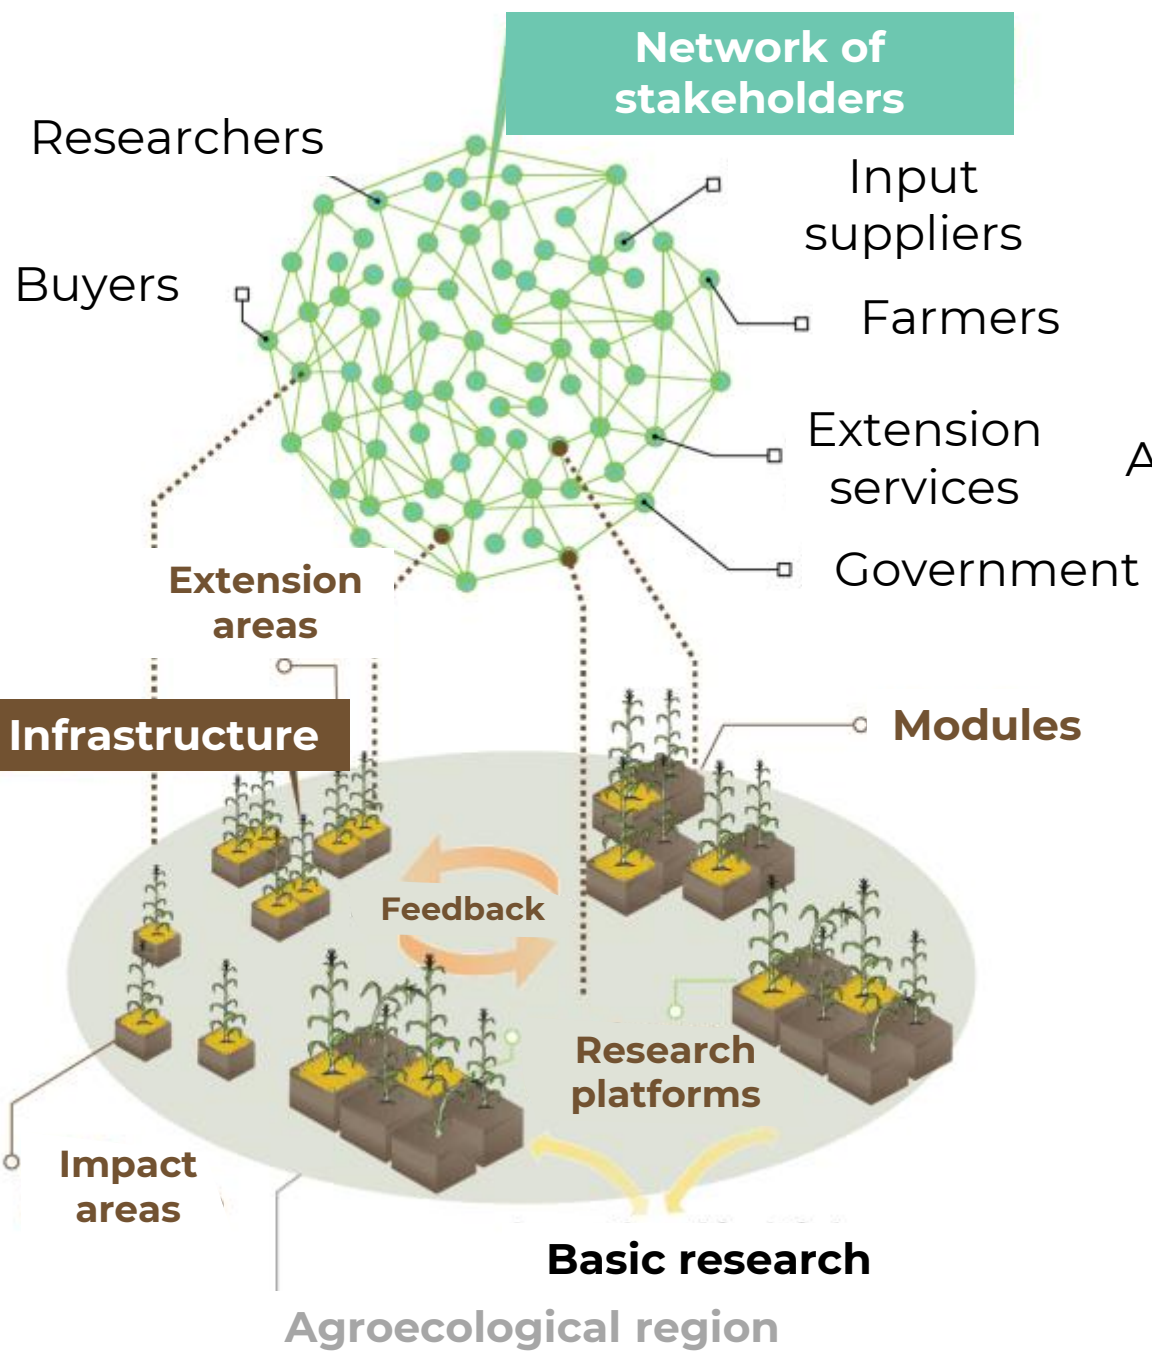 Network of
stakeholders
Researchers
Input
suppliers
Buyers
Farmers
Extension
services
A
Government
Extension
areas
Infrastructure
Modules
Feedback
Research
platforms
Impact
areas
Basic research
Agroecological region